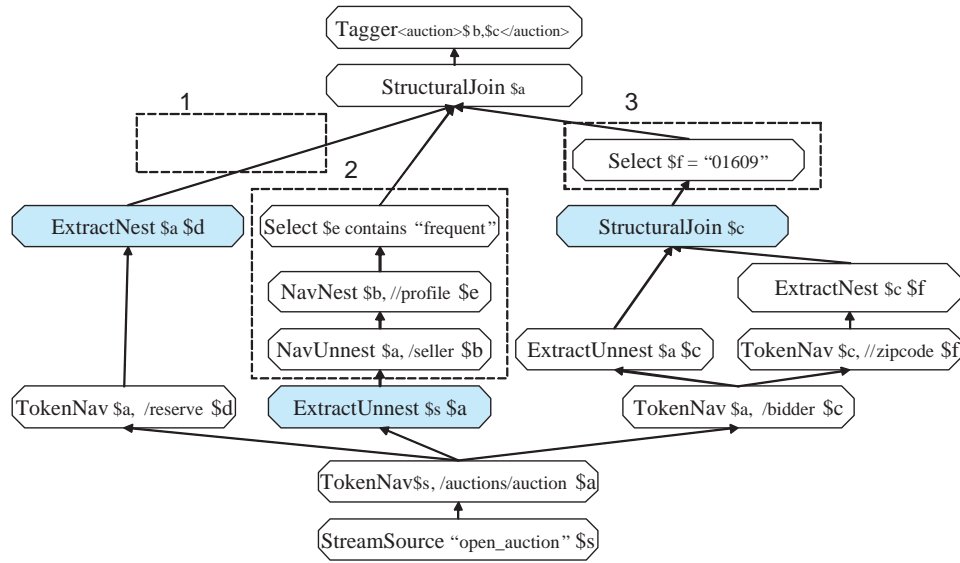 Tagger<auction>$b,$c</auction>
StructuralJoin $a
1
3
Select $f = “01609”
2
ExtractNest $a $d
Select $e contains “frequent”
StructuralJoin $c
NavNest $b, //profile $e
ExtractNest $c $f
NavUnnest $a, /seller $b
ExtractUnnest $a $c
TokenNav $c, //zipcode $f
TokenNav $a, /reserve $d
ExtractUnnest $s $a
TokenNav $a, /bidder $c
TokenNav$s, /auctions/auction $a
StreamSource “open_auction” $s